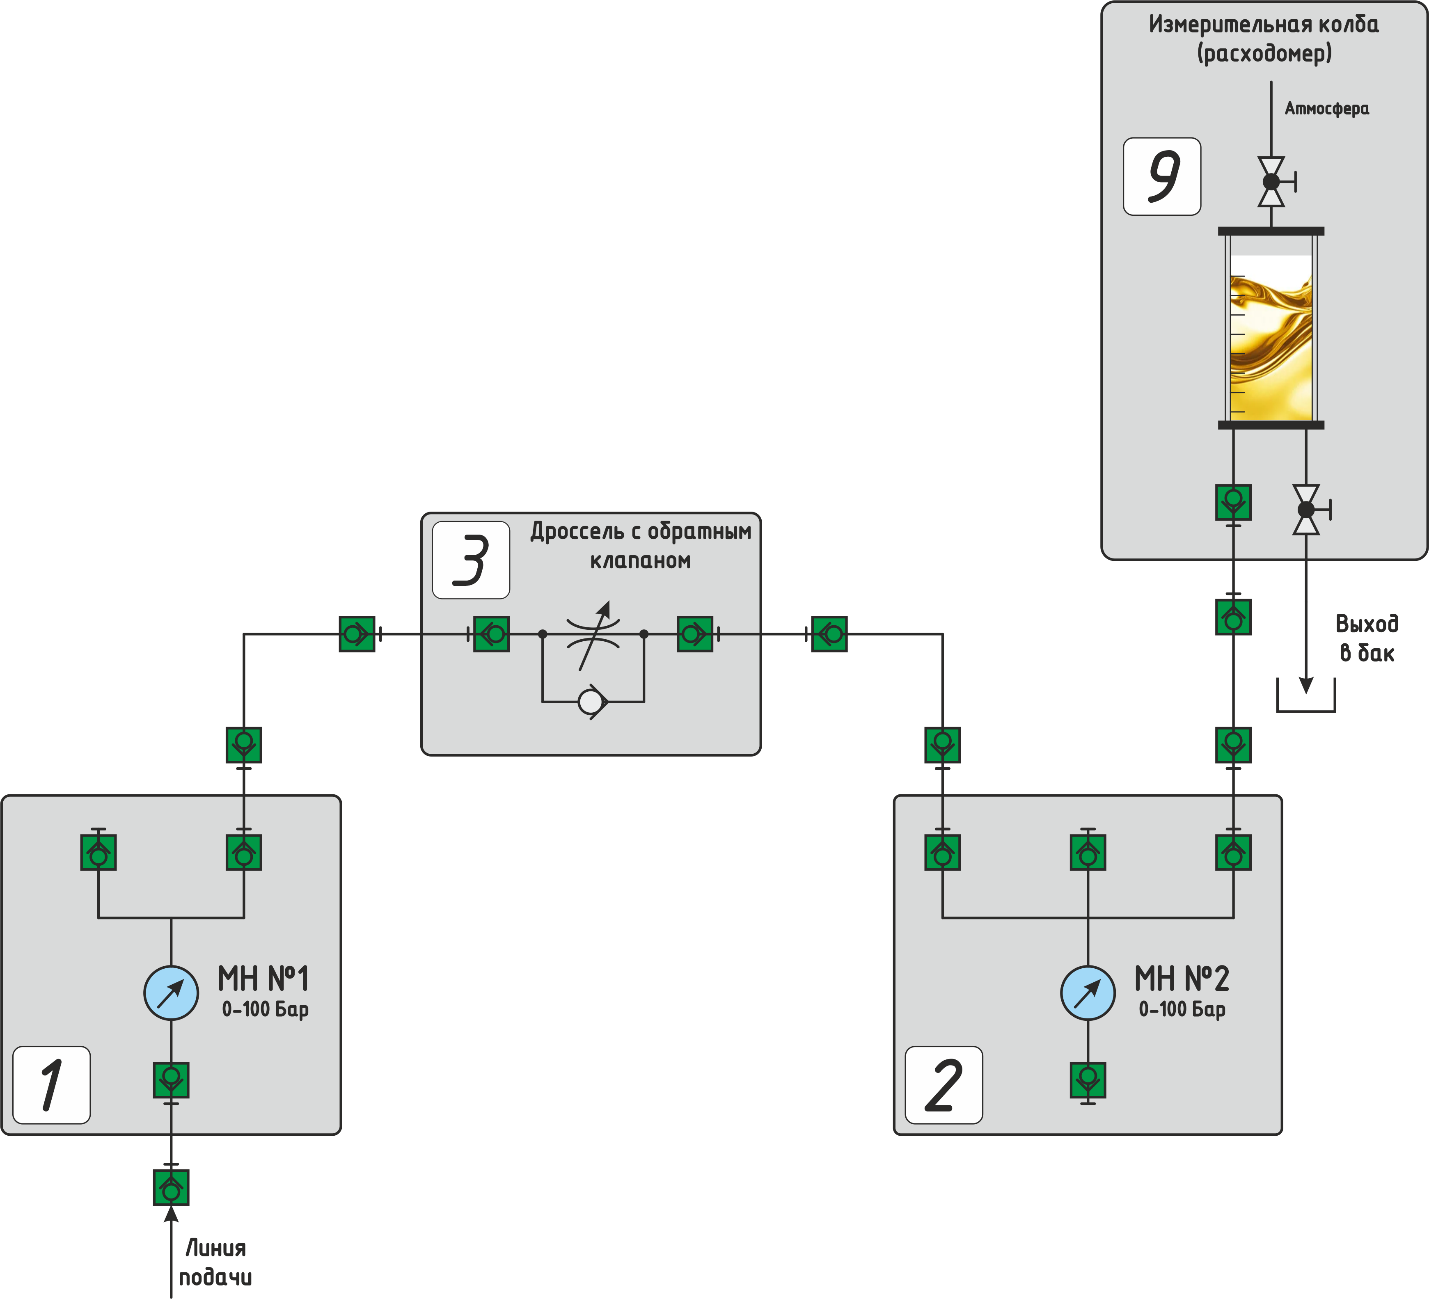 Измерительная колба
(расходомер)
Атмосфера
9
3
Дроссель с обратным
клапаном
Выход
в бак
МН №1
0-100 Бар
1
МН №2
0-100 Бар
2
Линия
подачи